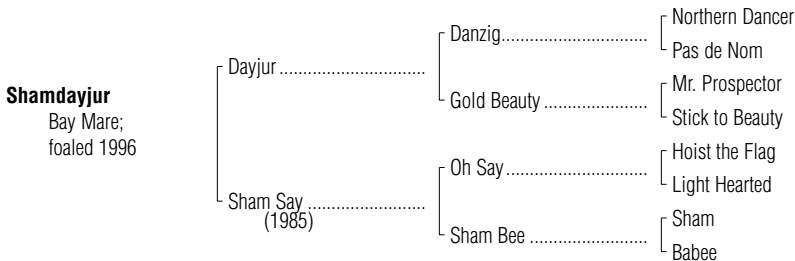 Shamdayjur
Bay Mare;
foaled 1996
Dayjur
Sham Say
(1985)
Danzig
Gold Beauty
Oh Say
Sham Bee
Northern Dancer
Pas de Nom
Mr. Prospector
Stick to Beauty
Hoist the Flag
Light Hearted
Sham
Babee